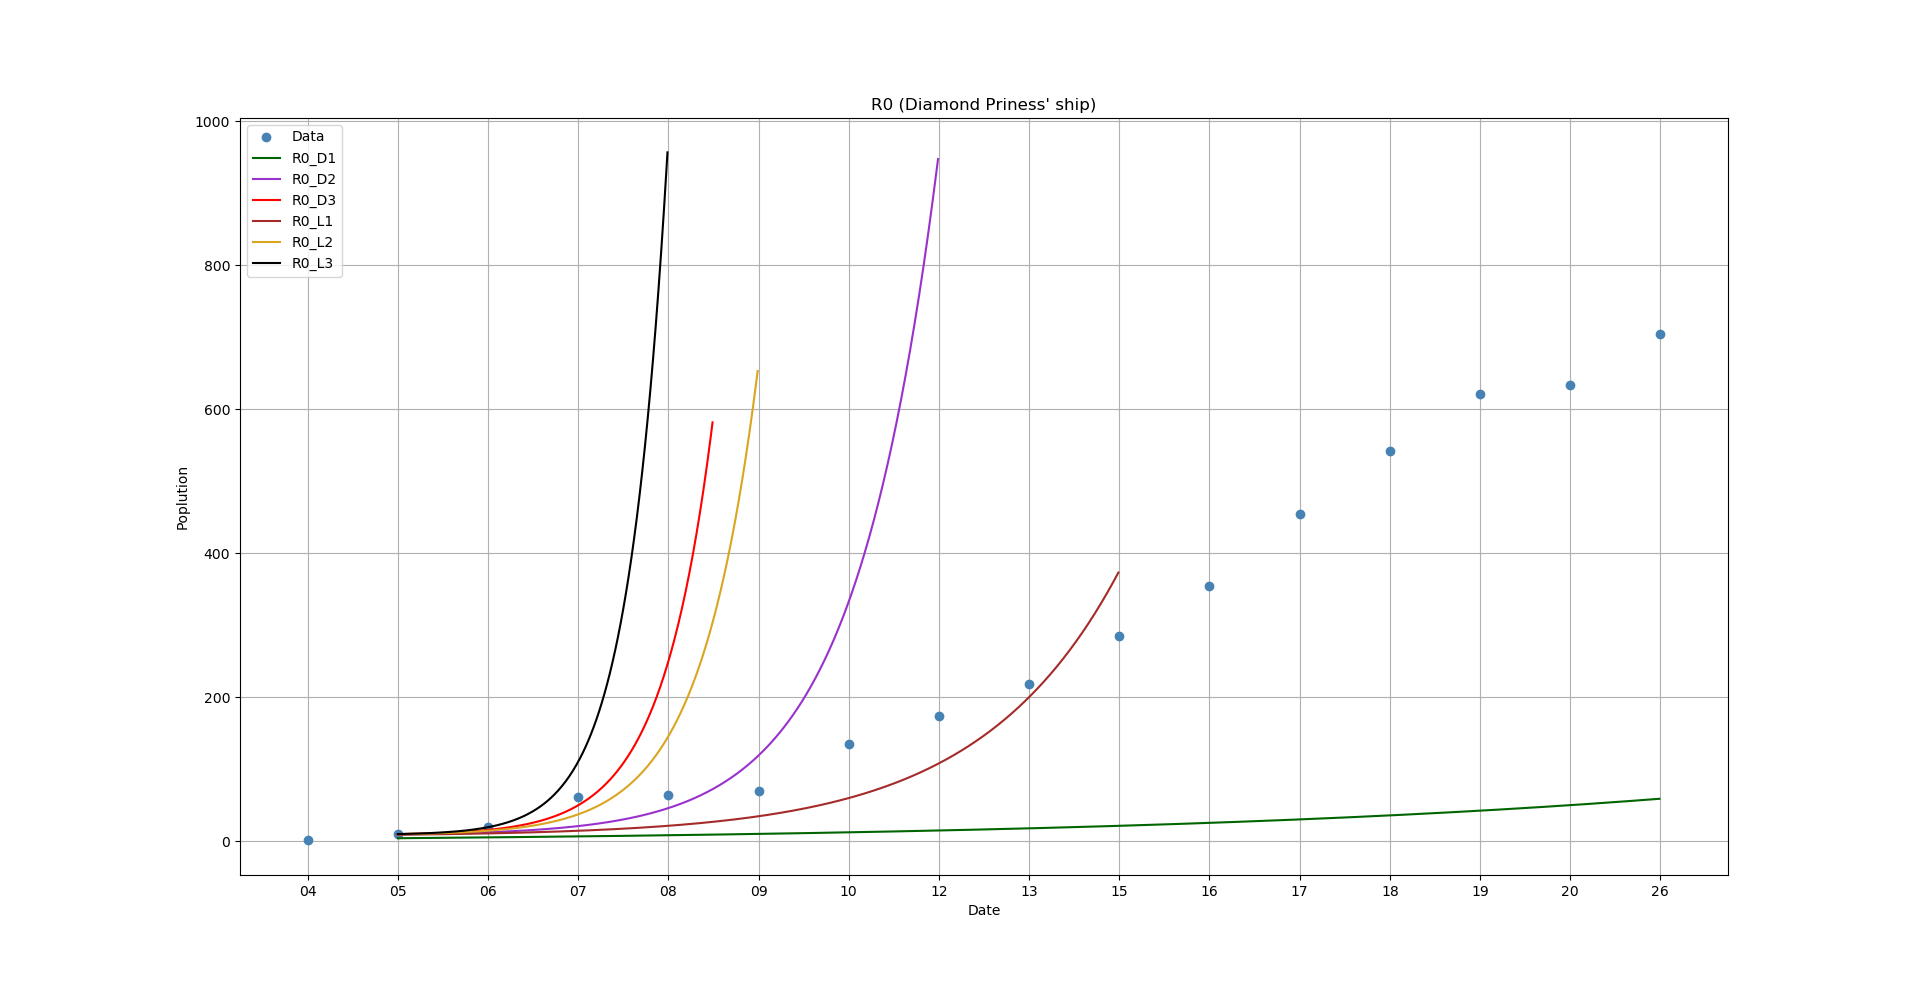 R0 (Diamond Priness' ship)
Data
R0_D1
R0_D2
R0_D3
R0_L1
R0_L2
R0_L3
1000
800
600
400
200
0
Poplution
04 05 06 07 08 09 10 12 13 15 16 17 18 19 20 26
Date